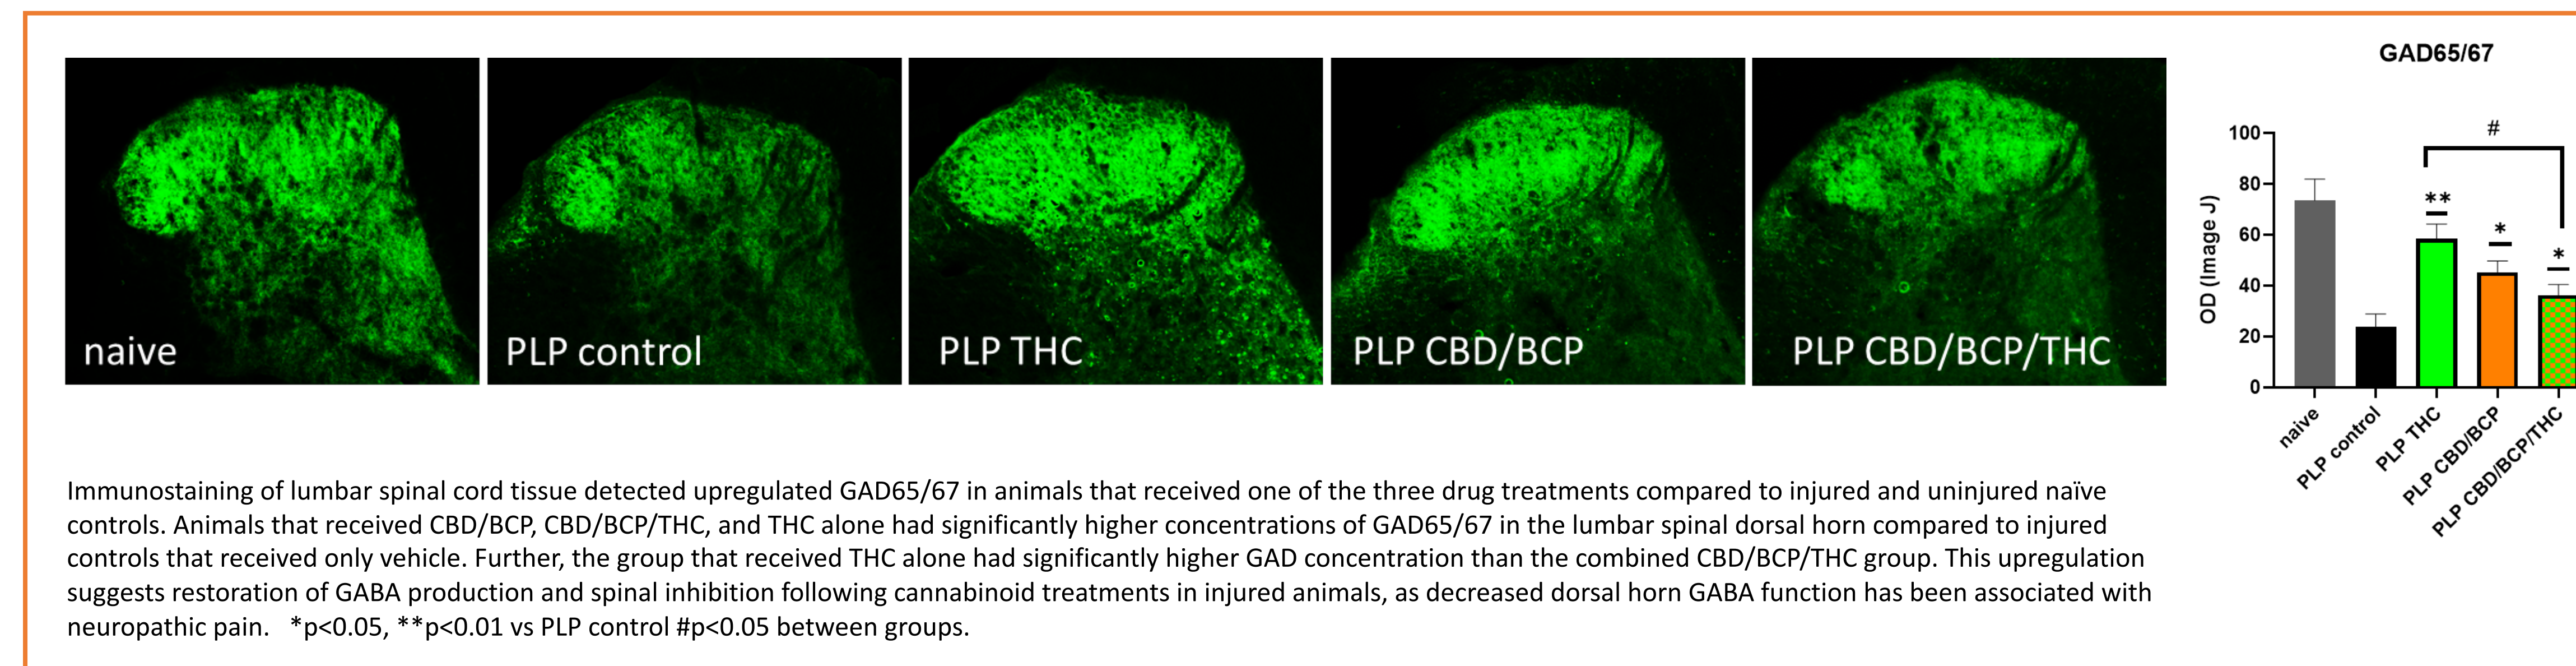 naive
PLP control
PLP THC
PLP CBD/BCP
PLP CBD/BCP/THC
GAD65/67
OD (Image J)
100
80
60
40
20
0
#
**
*
*
naive
PLP control
PLP THC
PLP CBD/BCP
PLP CBD/BCP/THC
Immunostaining of lumbar spinal cord tissue detected upregulated GAD65/67 in animals that received one of the three drug treatments compared to injured and uninjured naïve
controls. Animals that received CBD/BCP, CBD/BCP/THC, and THC alone had significantly higher concentrations of GAD65/67 in the lumbar spinal dorsal horn compared to injured
controls that received only vehicle. Further, the group that received THC alone had significantly higher GAD concentration than the combined CBD/BCP/THC group. This upregulation
suggests restoration of GABA production and spinal inhibition following cannabinoid treatments in injured animals, as decreased dorsal horn GABA function has been associated with
neuropathic pain. *p<0.05, **p<0.01 vs PLP control #p<0.05 between groups.